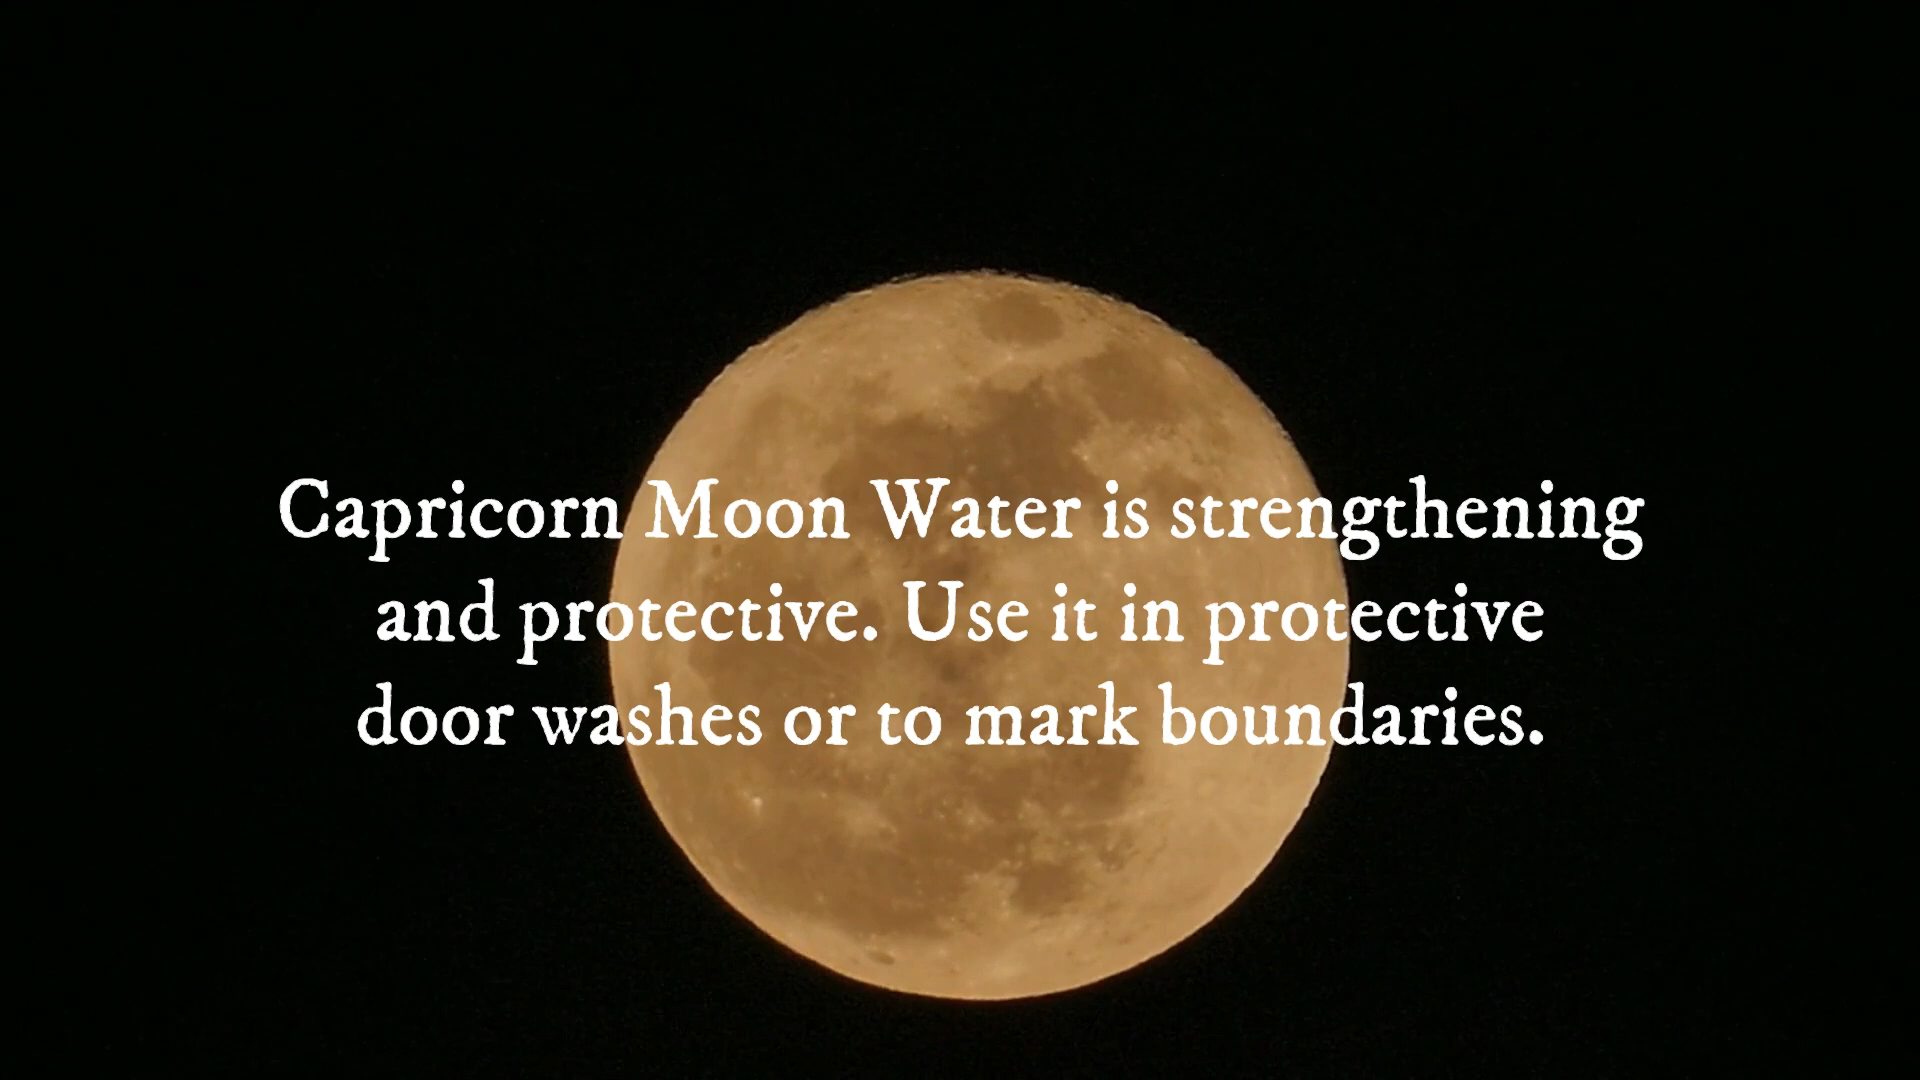 Capricorn Moon Water is strengthening
and protective. Use it in protective
door washes or to mark boundaries.